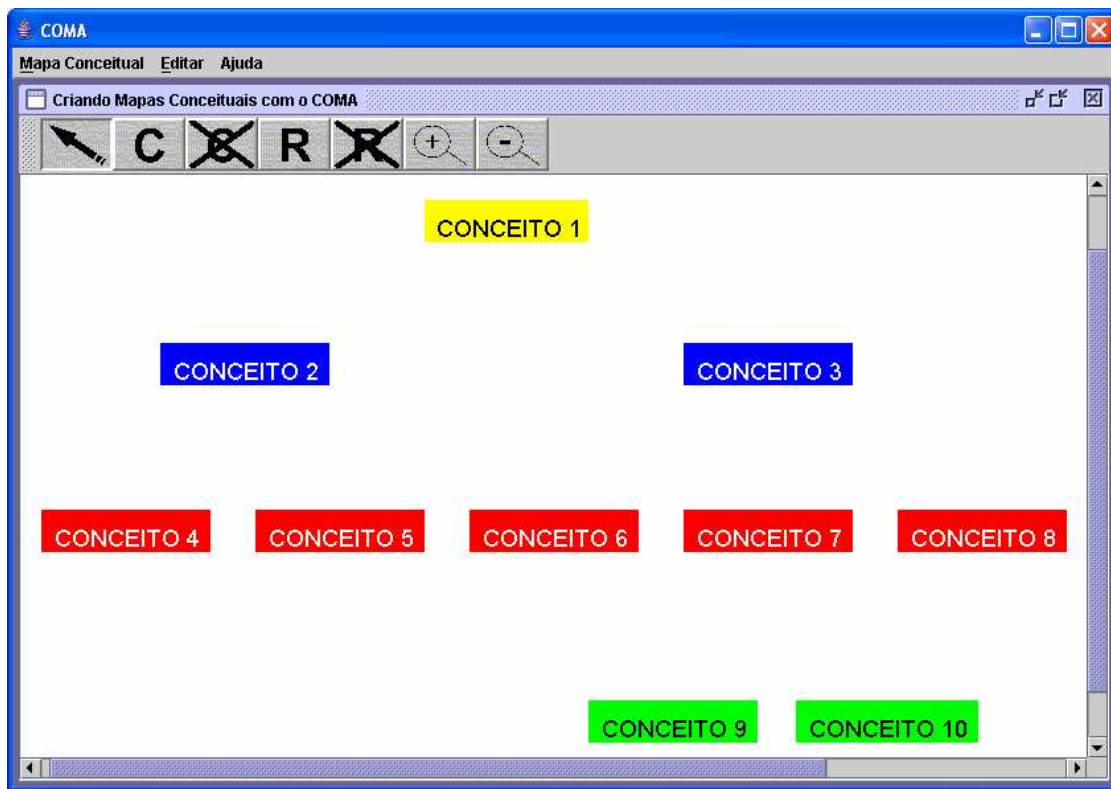 COMA
Mapa Conceitual Editar Ajuda
Criando Mapas Conceituais com o COMA
C C R R + -
CONCEITO 1
CONCEITO 2 CONCEITO 3
CONCEITO 4 CONCEITO 5 CONCEITO 6 CONCEITO 7 CONCEITO 8
CONCEITO 9 CONCEITO 10